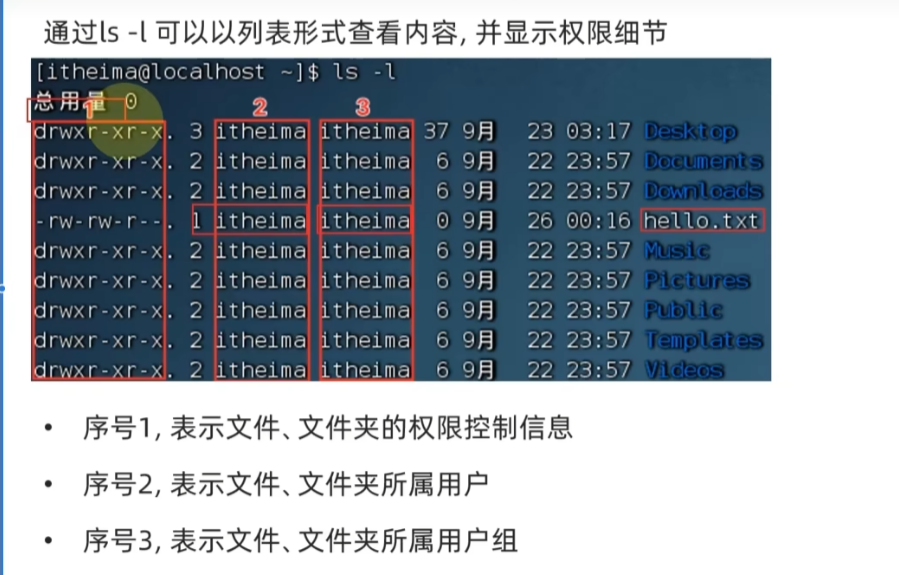 通过ls -l 可以以列表形式查看内容, 并显示权限细节
[itheima@localhost ~]$ ls -l
总用量 0
1 2 3
drwxr-xr-x. 3 itheima itheima 37 9月 23 03:17 Desktop
drwxr-xr-x. 2 itheima itheima 6 9月 22 23:57 Documents
drwxr-xr-x. 2 itheima itheima 6 9月 22 23:57 Downloads
-rw-rw-r--. 1 itheima itheima 0 9月 26 00:16 hello.txt
drwxr-xr-x. 2 itheima itheima 6 9月 22 23:57 Music
drwxr-xr-x. 2 itheima itheima 6 9月 22 23:57 Pictures
drwxr-xr-x. 2 itheima itheima 6 9月 22 23:57 Public
drwxr-xr-x. 2 itheima itheima 6 9月 22 23:57 Templates
drwxr-xr-x. 2 itheima itheima 6 9月 22 23:57 Videos
• 序号1, 表示文件、文件夹的权限控制信息
• 序号2, 表示文件、文件夹所属用户
• 序号3, 表示文件、文件夹所属用户组